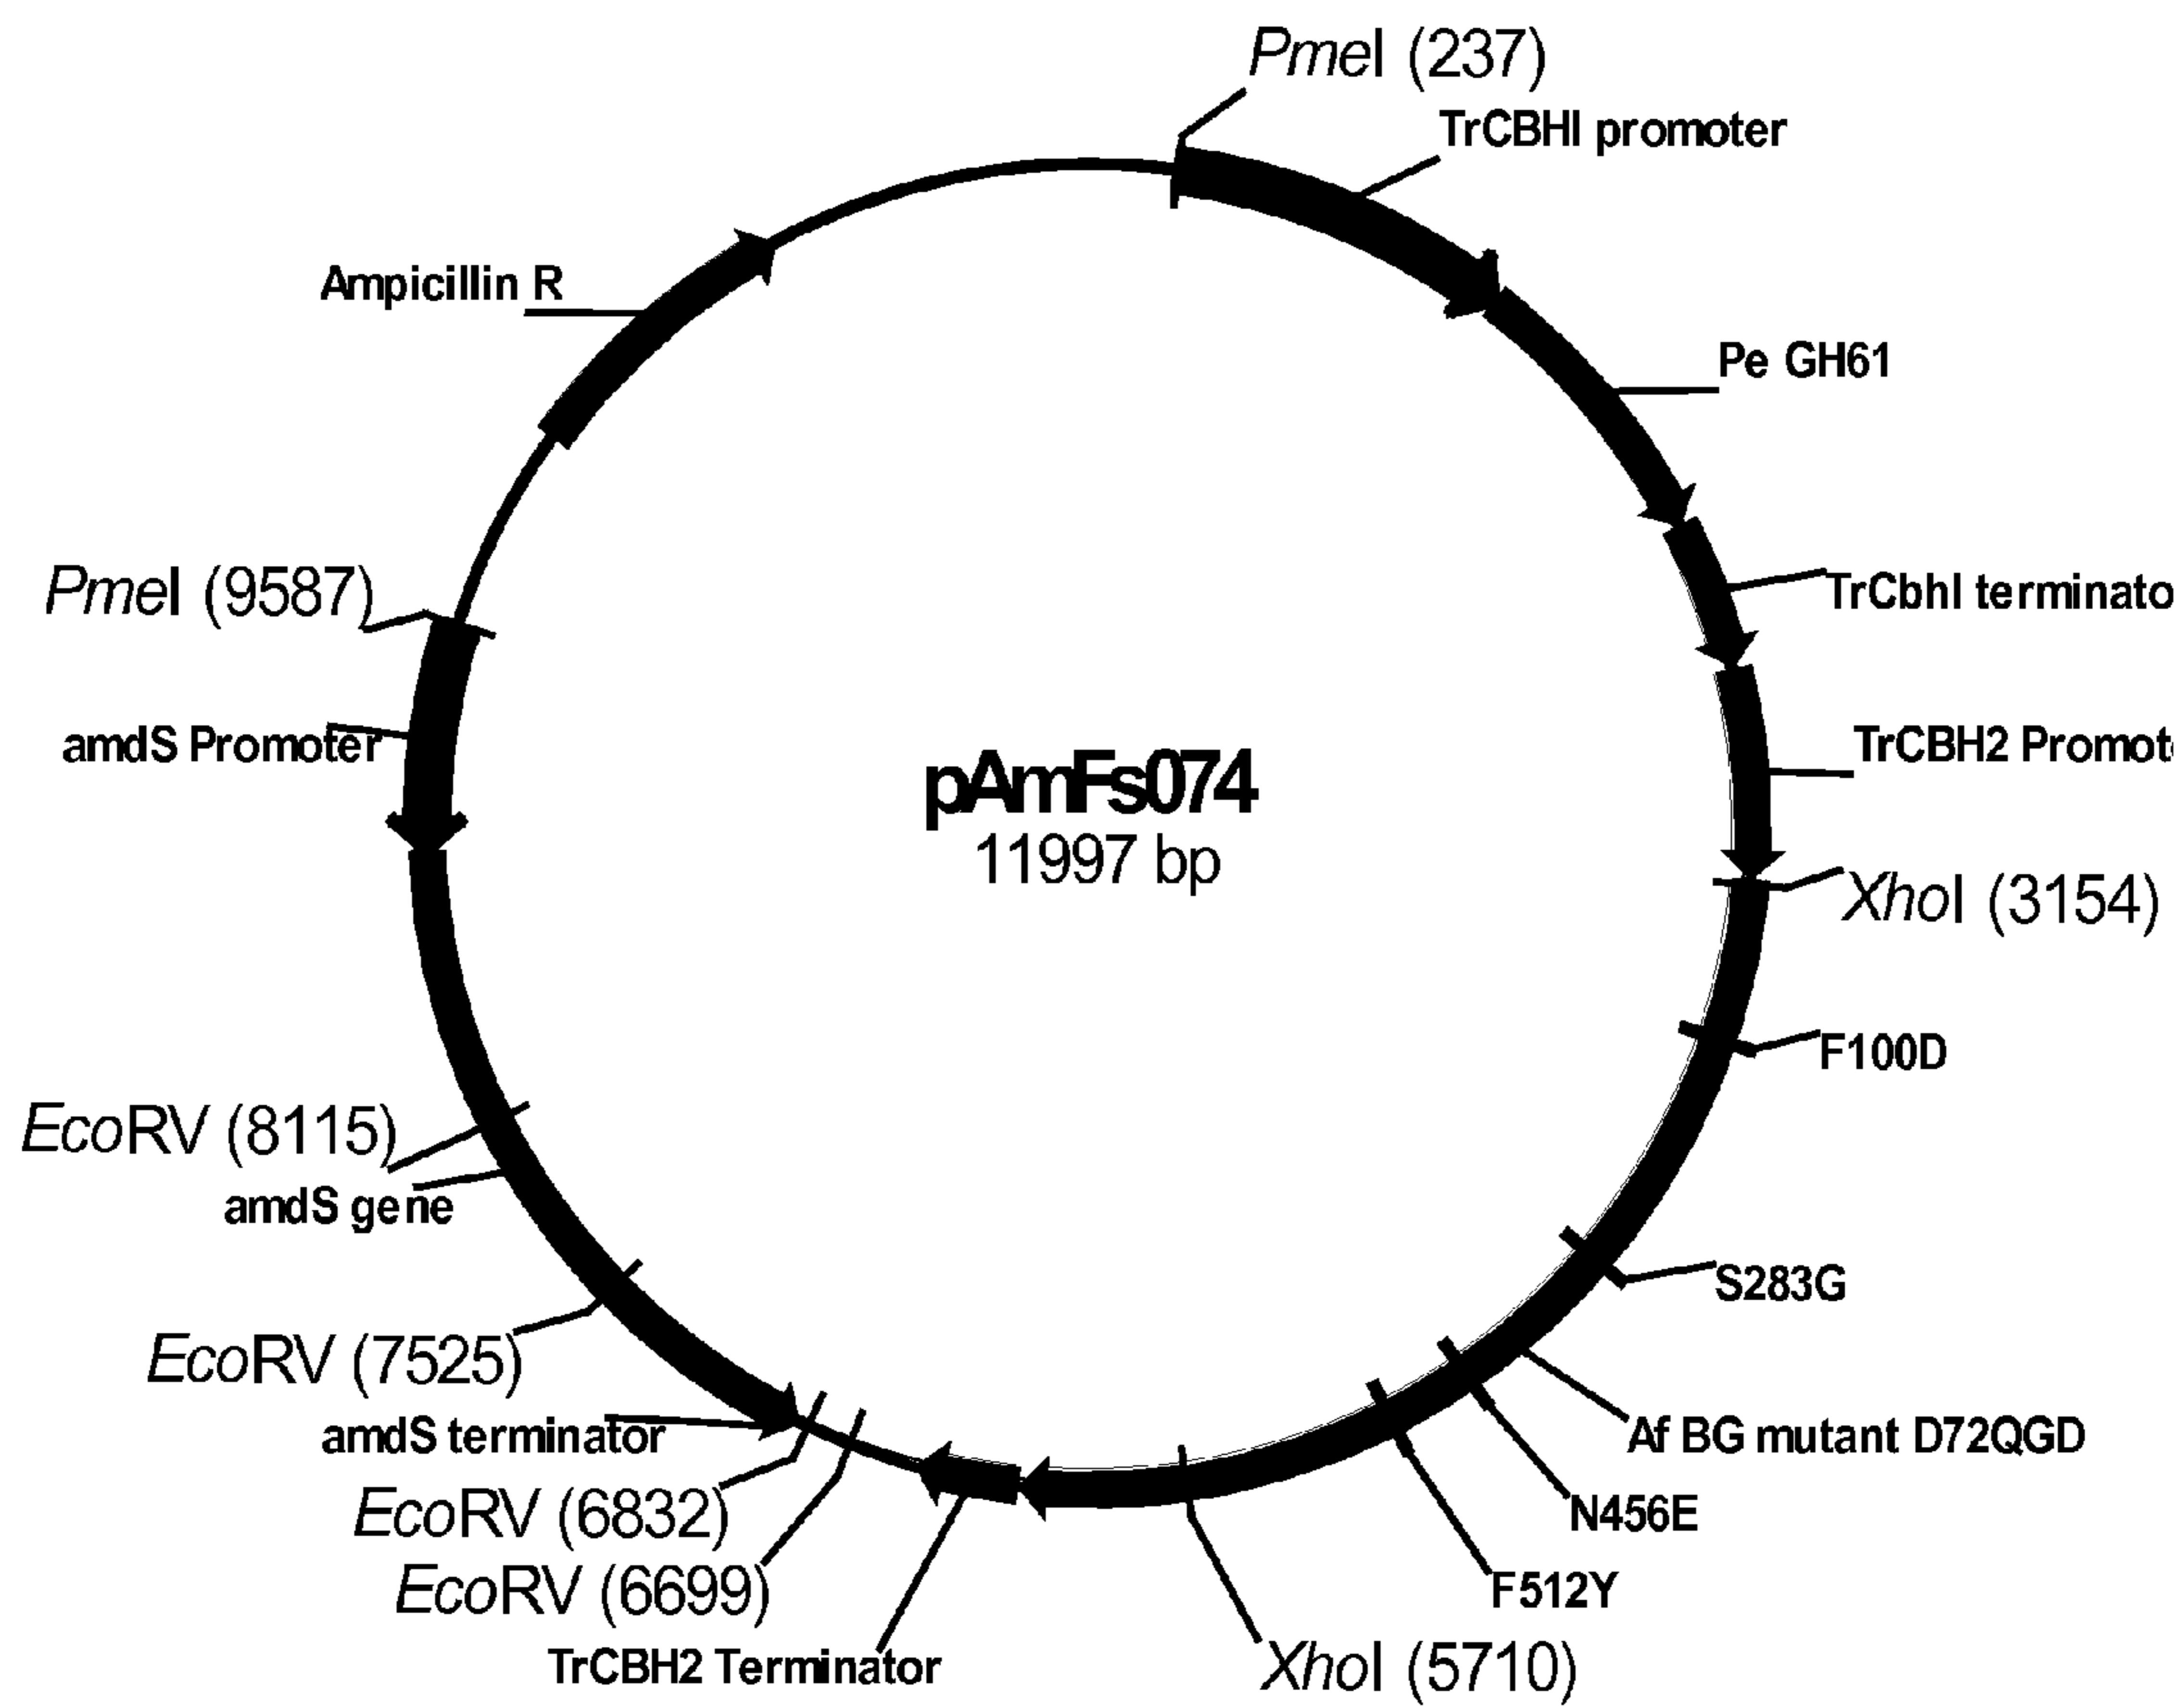 PmeI (237)
TrCBHI promoter
Ampicillin R
Pe GH61
PmeI (9587)
TrCbhI terminato
amdS Promoter
TrCBH2 Promot
pAmFs074
11997 bp
XhoI (3154)
F100D
EcoRV (8115)
amdS gene
S283G
EcoRV (7525)
amdS terminator
Af BG mutant D72QGD
EcoRV (6832)
N456E
EcoRV (6699)
F512Y
TrCBH2 Terminator
XhoI (5710)